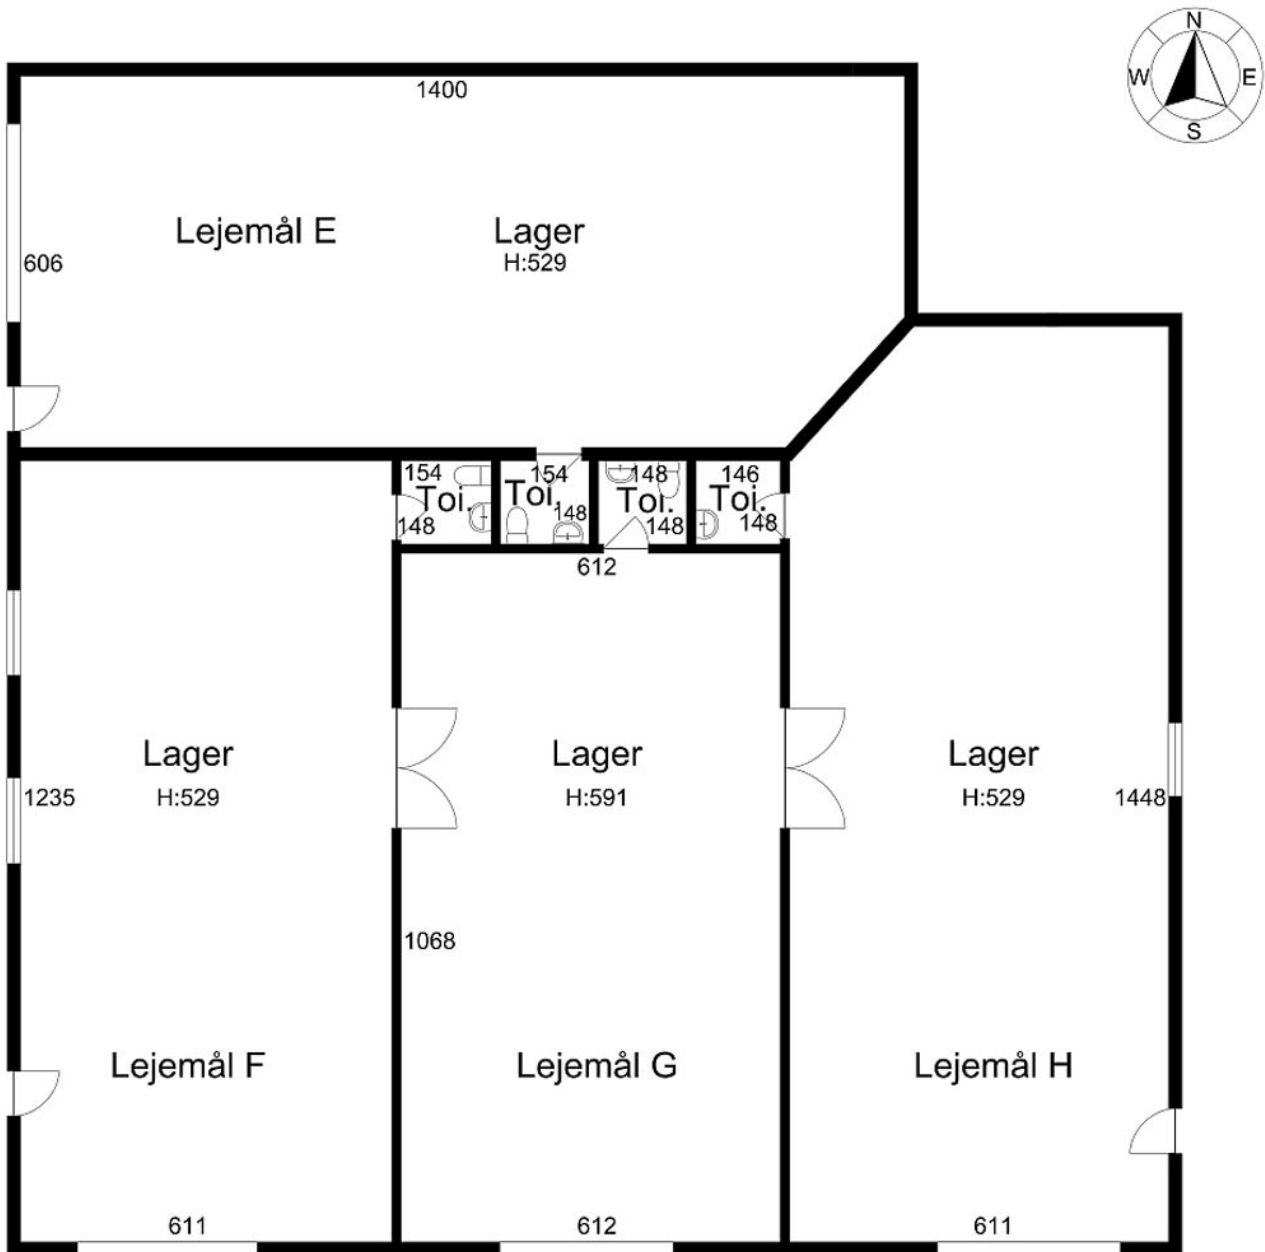 N
W
E
S
1400
Lejemål E
Lager
H:529
606
154
Toi.
148
154
Toi.
148
148
Toi.
148
146
Toi.
148
612
Lager
H:529
1235
Lager
H:591
Lager
H:529
1448
1068
Lejemål F
Lejemål G
Lejemål H
611
612
611